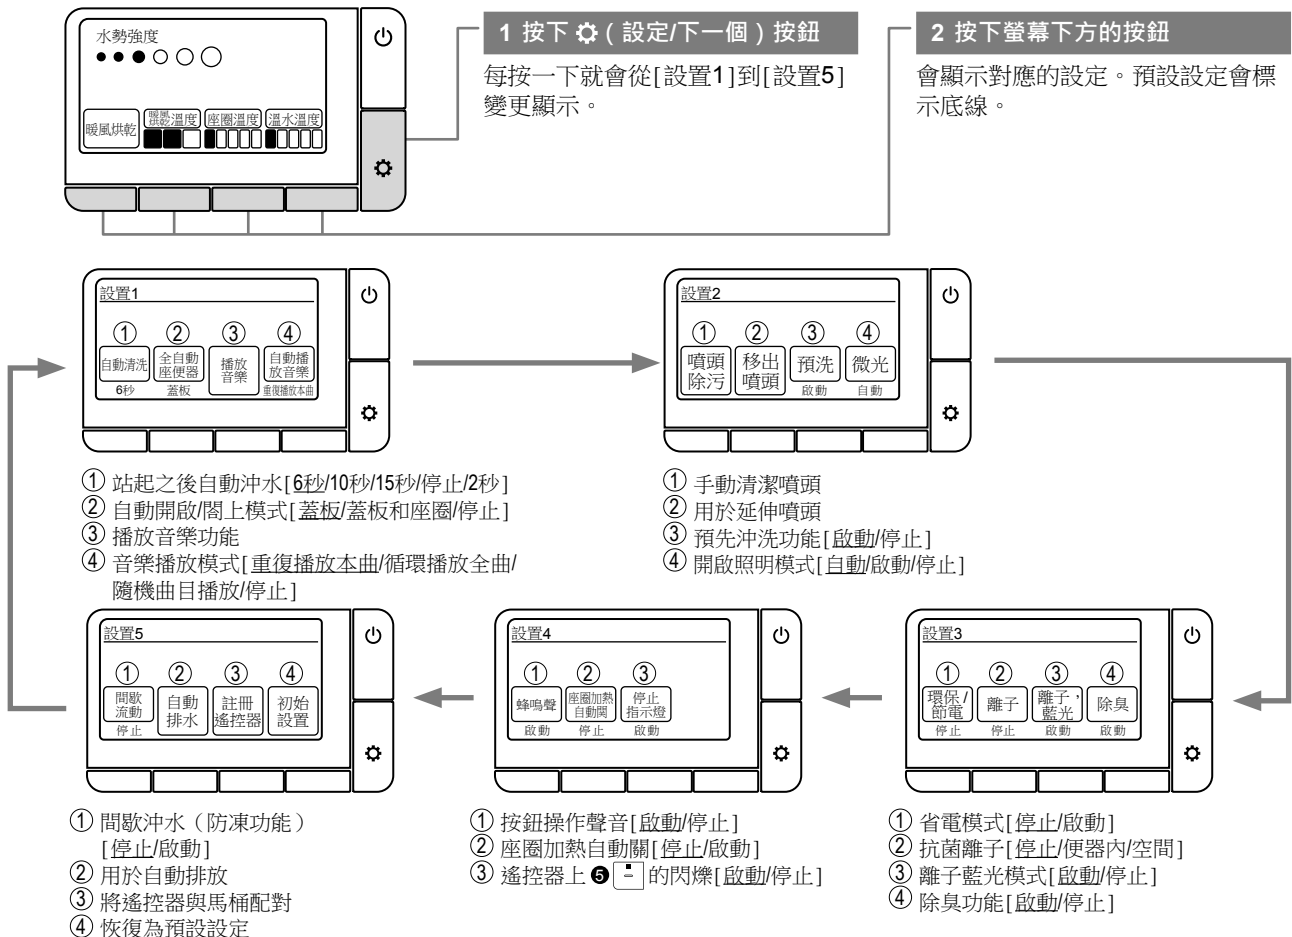 水勢強度
暖風烘乾
暖風烘乾溫度
座圈溫度
溫水溫度
1 按下 (設定/下一個)按鈕
每按一下就會從[設置1]到[設置5]
變更顯示。
2 按下螢幕下方的按鈕
會顯示對應的設定。預設設定會標
示底線。
設置1
① ② ③ ④
自動清洗
6秒
全自動
座便器
蓋板
播放
音樂
自動播
放音樂
重復播放本曲
① 站起之後自動沖水[6秒/10秒/15秒/停止/2秒]
② 自動開啟/閤上模式[蓋板/蓋板和座圈/停止]
③ 播放音樂功能
④ 音樂播放模式[重復播放本曲/循環播放全曲/
隨機曲目播放/停止]
設置2
① ② ③ ④
噴頭
除污
移出
噴頭
預洗
啟動
微光
自動
① 手動清潔噴頭
② 用於延伸噴頭
③ 預先沖洗功能[啟動/停止]
④ 開啟照明模式[自動/啟動/停止]
設置3
① ② ③ ④
環保/
節電
停止
離子
停止
離子,
藍光
啟動
除臭
啟動
① 省電模式[停止/啟動]
② 抗菌離子[停止/便器內/空間]
③ 離子藍光模式[啟動/停止]
④ 除臭功能[啟動/停止]
設置4
① ② ③
蜂鳴聲
啟動
座圈加熱
自動関
停止
停止
指示燈
啟動
① 按鈕操作聲音[啟動/停止]
② 座圈加熱自動關[停止/啟動]
③ 遙控器上 ❺ 的閃爍[啟動/停止]
設置5
① ② ③ ④
間歇
流動
停止
自動
排水
註冊
遙控器
初始
設置
① 間歇沖水(防凍功能)
[停止/啟動]
② 用於自動排放
③ 將遙控器與馬桶配對
④ 恢復為預設設定